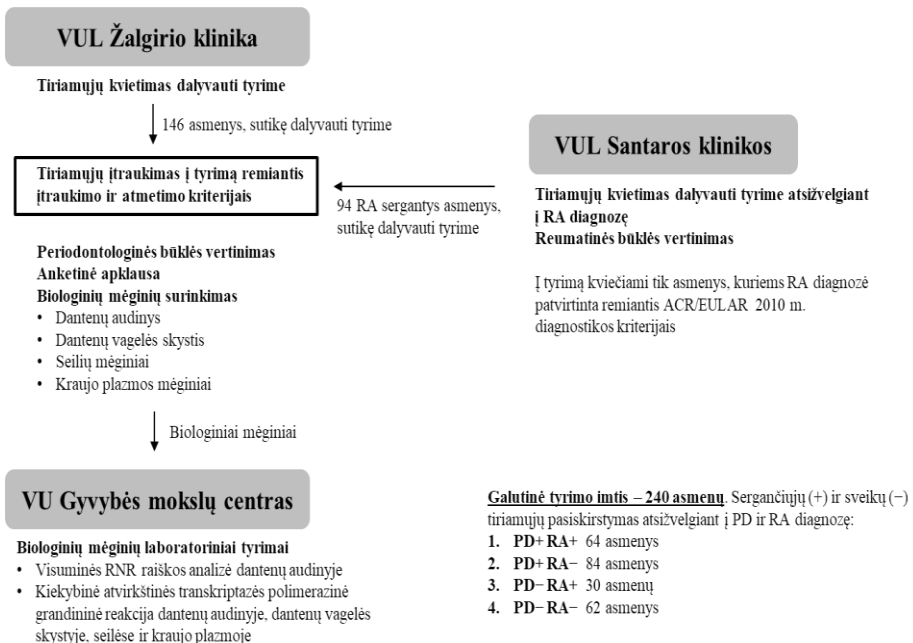 VUL Žalgirio klinika
Tiriamųjų kvietimas dalyvauti tyrime
146 asmenys, sutikę dalyvauti tyrime
Tiriamųjų įtraukimas į tyrimą remiantis
įtraukimo ir atmetimo kriterijais
VUL Santaros klinikos
Tiriamųjų kvietimas dalyvauti tyrime atsižvelgiant
į RA diagnozę
Reumatinės būklės vertinimas
Į tyrimą kviečiami tik asmenys, kuriems RA diagnozė
patvirtinta remiantis ACR/EULAR 2010 m.
diagnostikos kriterijais
94 RA sergantys asmenys,
sutikę dalyvauti tyrime
Periodontologinės būklės vertinimas
Anketinė apklausa
Biologinių mėginių surinkimas
• Dantenų audinys
• Dantenų vagelės skystis
• Seilių mėginiai
• Kraujo plazmos mėginiai
Biologiniai mėginiai
VU Gyvybės mokslų centras
Biologinių mėginių laboratoriniai tyrimai
• Visuminės RNR raiškos analizė dantenų audinyje
• Kiekybinė atvirkštinės transkriptazės polimerazinė
grandininė reakcija dantenų audinyje, dantenų vagelės
skystyje, seilėse ir kraujo plazmoje
Galutinė tyrimo imtis – 240 asmenų. Sergančiųjų (+) ir sveikų (−)
tiriamųjų pasiskirstymas atsižvelgiant į PD ir RA diagnozę:
1. PD+ RA+ 64 asmenys
2. PD+ RA− 84 asmenys
3. PD− RA+ 30 asmenų
4. PD− RA− 62 asmenys